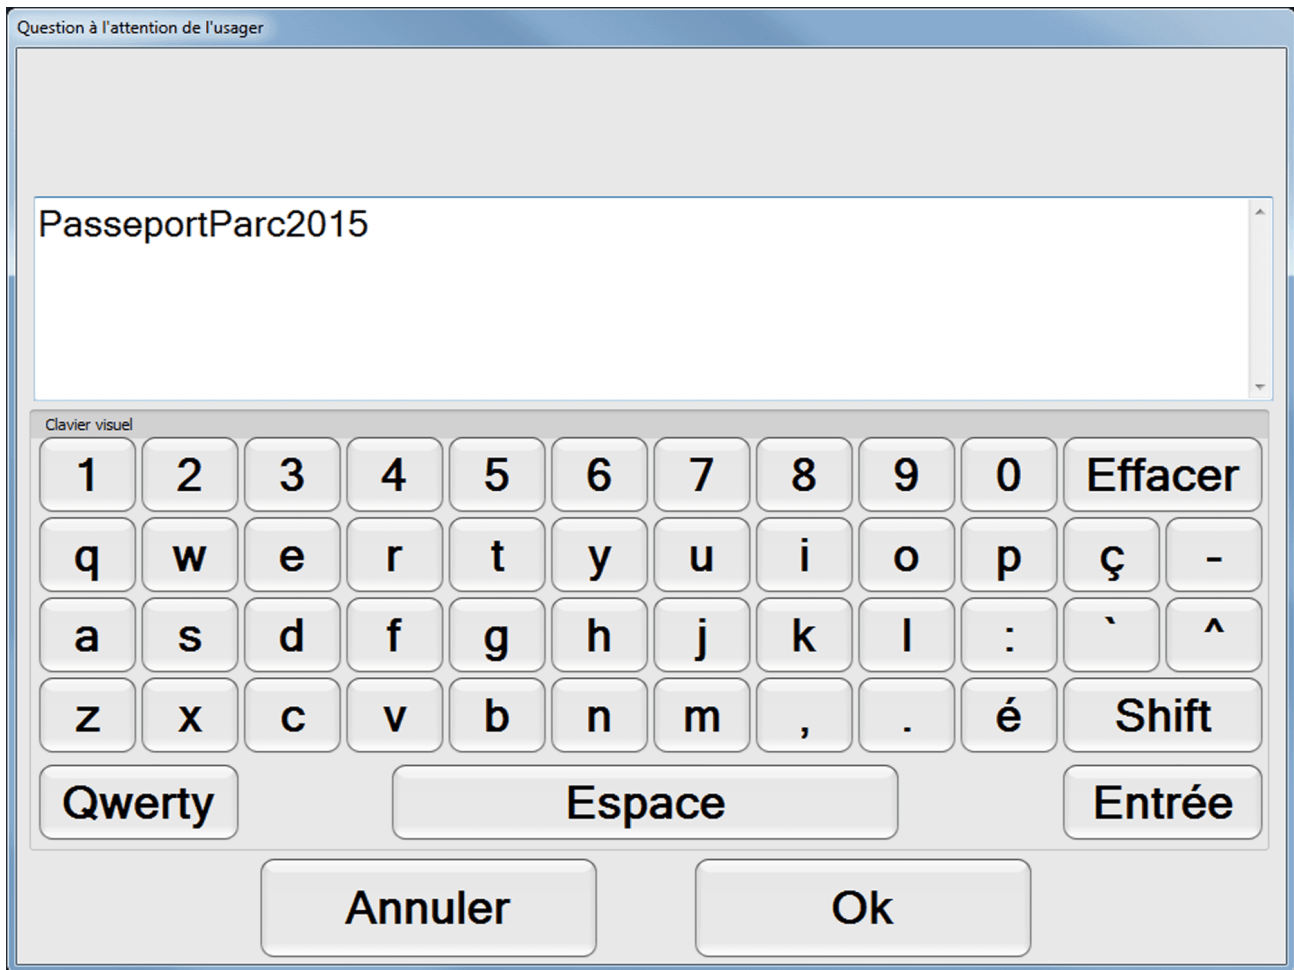 Question à l'attention de l'usager
PasseportParc2015
Clavier visuel
1 2 3 4 5 6 7 8 9 0 Effacer
q w e r t y u i o p ç -
a s d f g h j k l : ` ^
z x c v b n m , . é Shift
Qwerty Espace Entrée
Annuler Ok